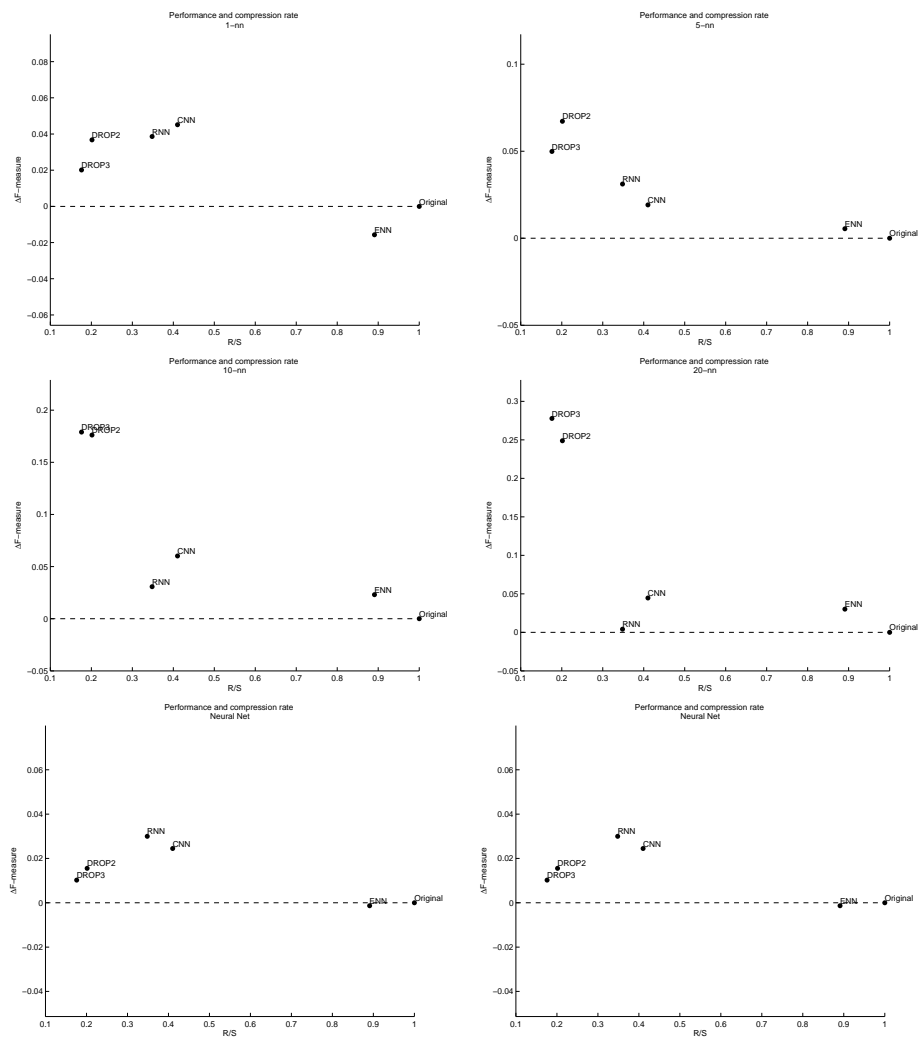 Performance and compression rate
1−nn
0.08
0.06
CNN
0.04
DROP2
RNN
0.02
DROP3
ΔF−measure
0
Original
ENN
−0.02
−0.04
−0.06
0.1 0.2 0.3 0.4 0.5 0.6 0.7 0.8 0.9 1
R/S
Performance and compression rate
5−nn
0.1
DROP2
0.05
DROP3
RNN
ΔF−measure
CNN
ENN
0
Original
−0.05
0.1 0.2 0.3 0.4 0.5 0.6 0.7 0.8 0.9 1
R/S
Performance and compression rate
10−nn
0.2
DROP3
DROP2
0.15
0.1
ΔF−measure
CNN
0.05
RNN
ENN
0
Original
−0.05
0.1 0.2 0.3 0.4 0.5 0.6 0.7 0.8 0.9 1
R/S
Performance and compression rate
20−nn
0.3
DROP3
0.25
DROP2
0.2
0.15
ΔF−measure
0.1
0.05
CNN
ENN
RNN
0
Original
−0.05
0.1 0.2 0.3 0.4 0.5 0.6 0.7 0.8 0.9 1
R/S
Performance and compression rate
Neural Net
0.06
0.04
RNN
CNN
0.02
DROP2
DROP3
ΔF−measure
0
ENN
Original
−0.02
−0.04
0.1 0.2 0.3 0.4 0.5 0.6 0.7 0.8 0.9 1
R/S
Performance and compression rate
Neural Net
0.06
0.04
RNN
CNN
0.02
DROP2
DROP3
ΔF−measure
0
ENN
Original
−0.02
−0.04
0.1 0.2 0.3 0.4 0.5 0.6 0.7 0.8 0.9 1
R/S